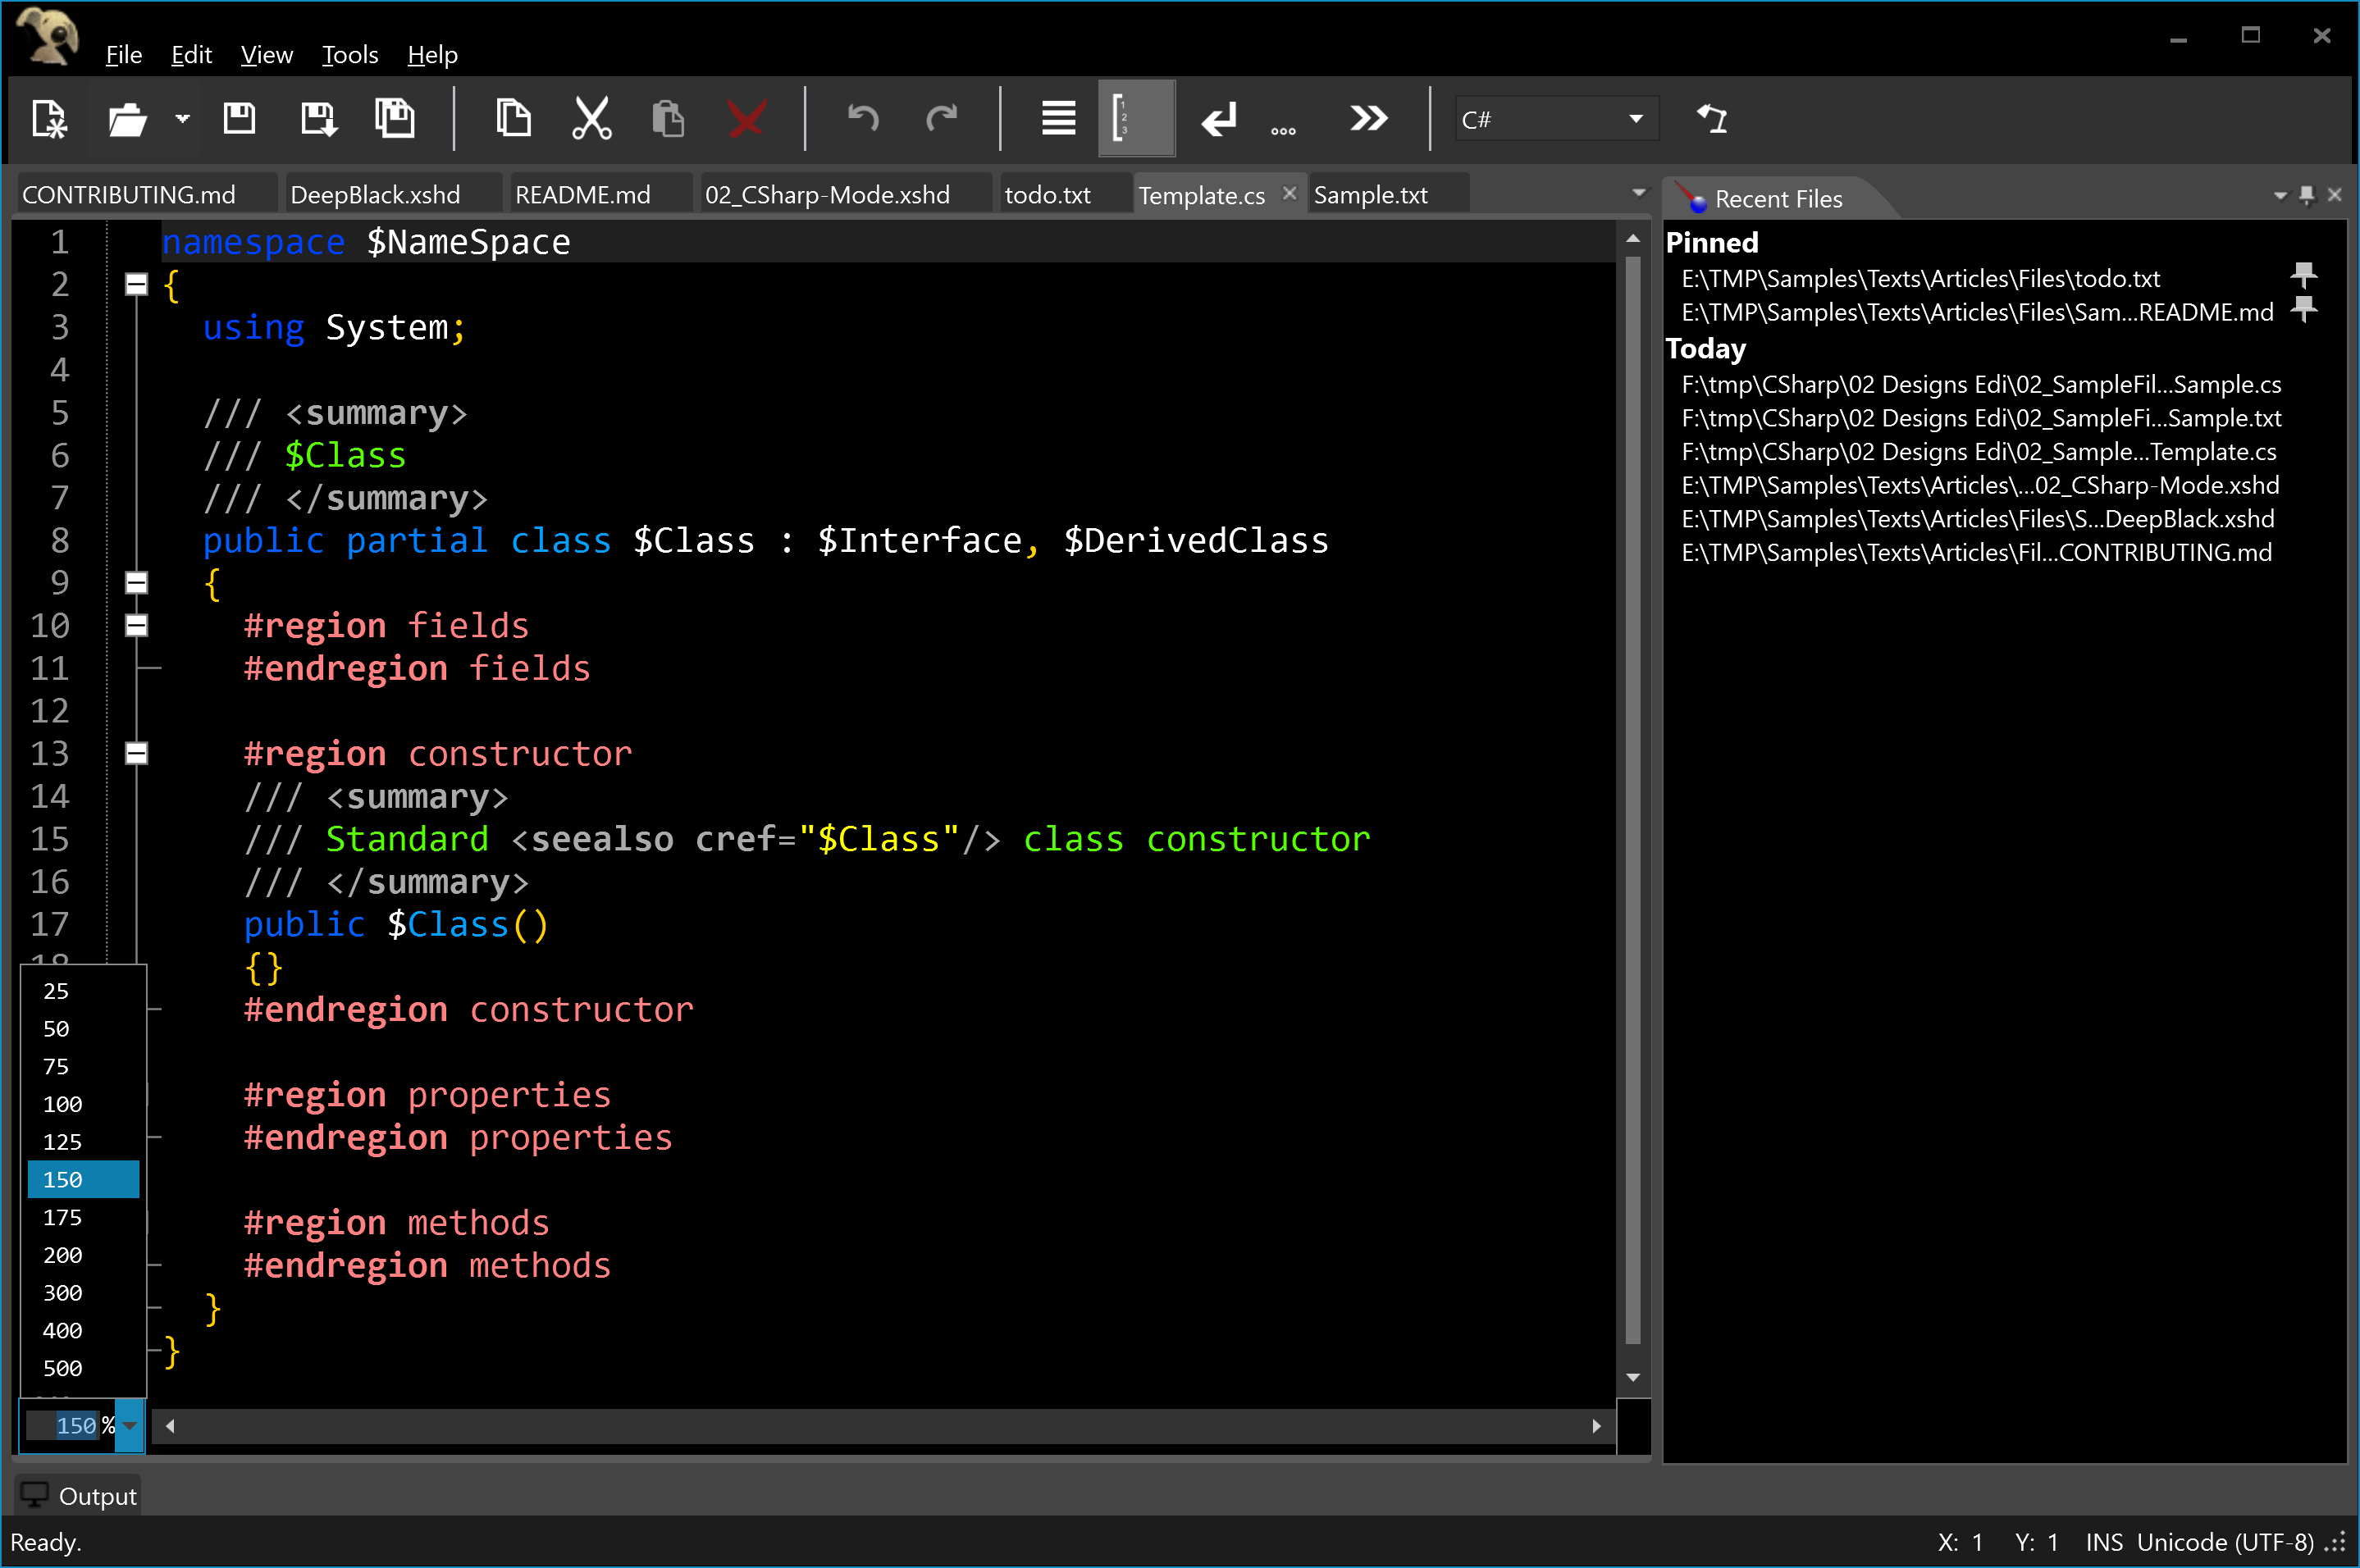 File Edit View Tools Help
C#
CONTRIBUTING.md DeepBlack.xshd README.md 02_CSharp-Mode.xshd todo.txt Template.cs Sample.txt
1 namespace $NameSpace
2 {
3 using System;
4
5 /// <summary>
6 /// $Class
7 /// </summary>
8 public partial class $Class : $Interface, $DerivedClass
9 {
10 #region fields
11 #endregion fields
12
13 #region constructor
14 /// <summary>
15 /// Standard <seealso cref="$Class"/> class constructor
16 /// </summary>
17 public $Class()
{}
#endregion constructor
#region properties
#endregion properties
#region methods
#endregion methods
}
}
25
50
75
100
125
150
175
200
300
400
500
150 %
Recent Files
Pinned
E:\TMP\Samples\Texts\Articles\Files\todo.txt
E:\TMP\Samples\Texts\Articles\Files\Sam...README.md
Today
F:\tmp\CSharp\02 Designs Edi\02_SampleFil...Sample.cs
F:\tmp\CSharp\02 Designs Edi\02_SampleFi...Sample.txt
F:\tmp\CSharp\02 Designs Edi\02_Sample...Template.cs
E:\TMP\Samples\Texts\Articles\...02_CSharp-Mode.xshd
E:\TMP\Samples\Texts\Articles\Files\S...DeepBlack.xshd
E:\TMP\Samples\Texts\Articles\Fil...CONTRIBUTING.md
Output
Ready.
X: 1 Y: 1 INS Unicode (UTF-8)